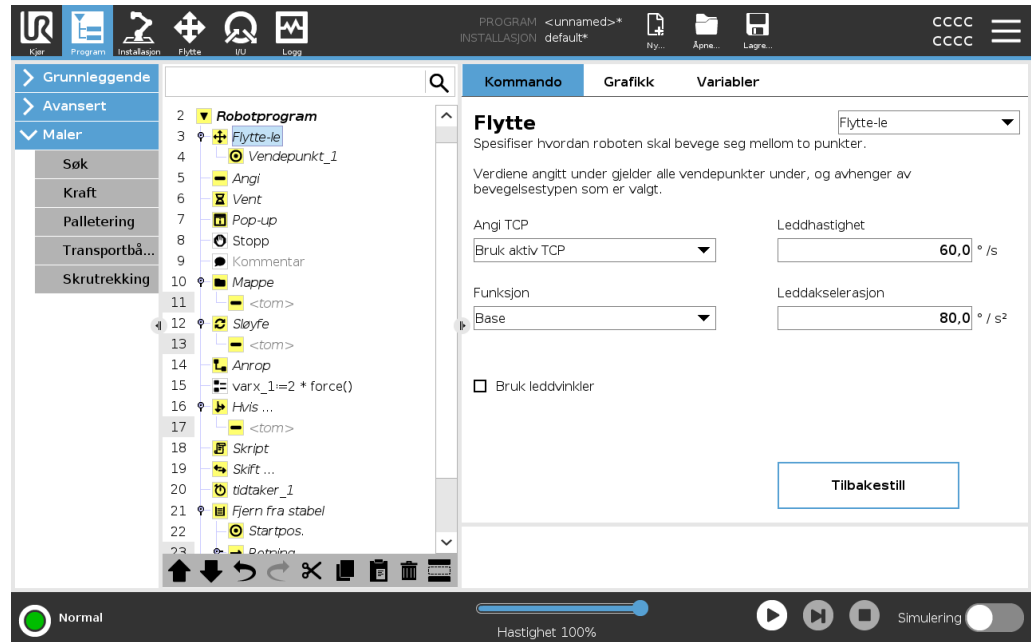 PROGRAM <unnamed>*
INSTALLASJON default*
cccc
cccc
Kjør Program Installasjon Flytte I/U Logg Ny... Åpne... Lagre...
Grunnleggende
Avansert
Maler
Søk
Kraft
Palletering
Transportbå...
Skrutrekking
2 Robotprogram
3 Flytte-le
4 Vendepunkt_1
5 Angi
6 Vent
7 Pop-up
8 Stopp
9 Kommentar
10 Mappe
11 <tom>
12 Sløyfe
13 <tom>
14 Anrop
15 varx_1:=2 * force()
16 Hvis ...
17 <tom>
18 Skript
19 Skift ...
20 tidtaker_1
21 Fjern fra stabel
22 Startpos.
23 Retning
Kommando Grafikk Variabler
Flytte
Flytte-le
Spesifiser hvordan roboten skal bevege seg mellom to punkter.
Verdiene angitt under gjelder alle vendepunkter under, og avhenger av
bevegelsestypen som er valgt.
Angi TCP Leddhastighet
Bruk aktiv TCP 60,0 °/s
Funksjon Leddakselerasjon
Base 80,0 °/s²
Bruk leddvinkler
Tilbakestill
Normal
Hastighet 100%
Simulering